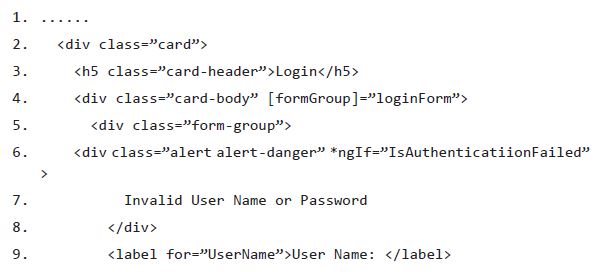 1. ......
2. <div class=”card”>
3. <h5 class=”card-header”>Login</h5>
4. <div class=”card-body” [formGroup]=”loginForm”>
5. <div class=”form-group”>
6. <div class=”alert alert-danger” *ngIf=”IsAuthenticatiionFailed”
>
7. Invalid User Name or Password
8. </div>
9. <label for=”UserName”>User Name: </label>